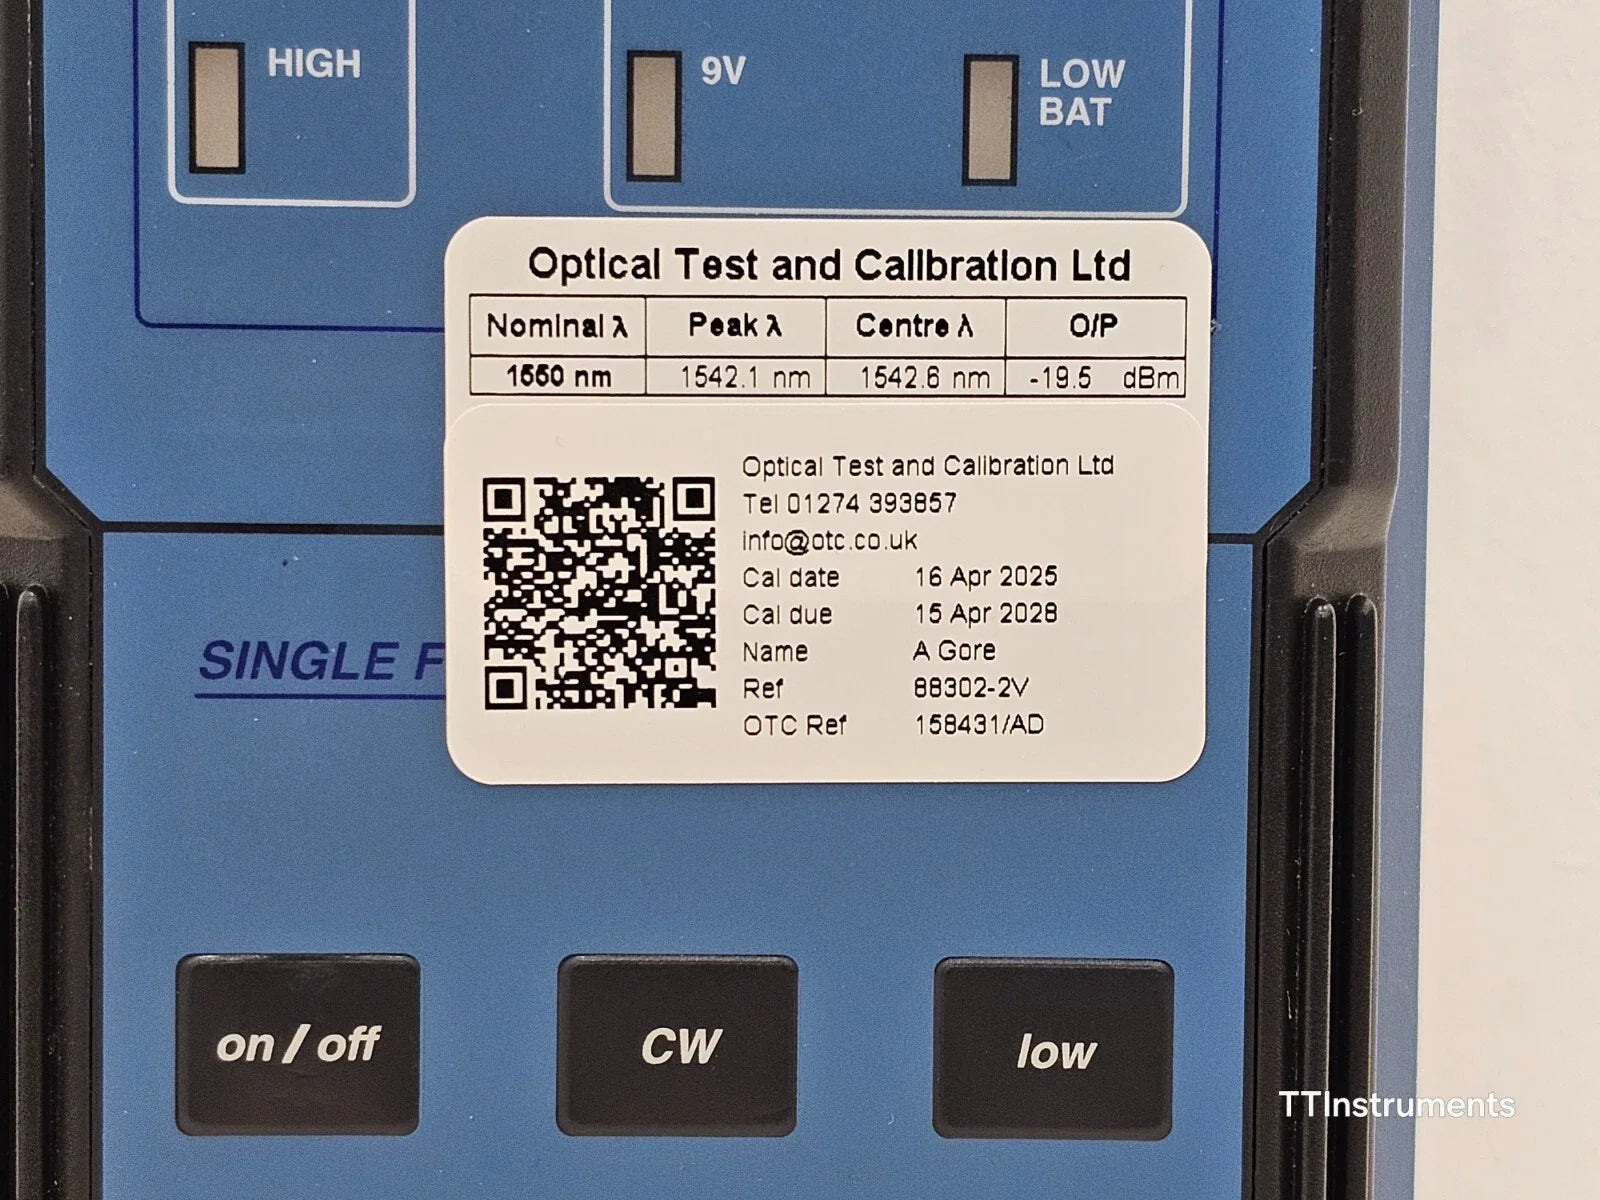 HIGH
9V
LOW
BAT
Optical Test and Calibration Ltd
Nominal λ Peak λ Centre λ O/P
1550 nm 1542.1 nm 1542.6 nm -19.5 dBm
Optical Test and Calibration Ltd
Tel 01274 393857
info@otc.co.uk
Cal date 16 Apr 2025
Cal due 15 Apr 2028
Name A Gore
Ref 88302-2V
OTC Ref 158431/AD
SINGLE F
on / off
CW
low
TTInstruments